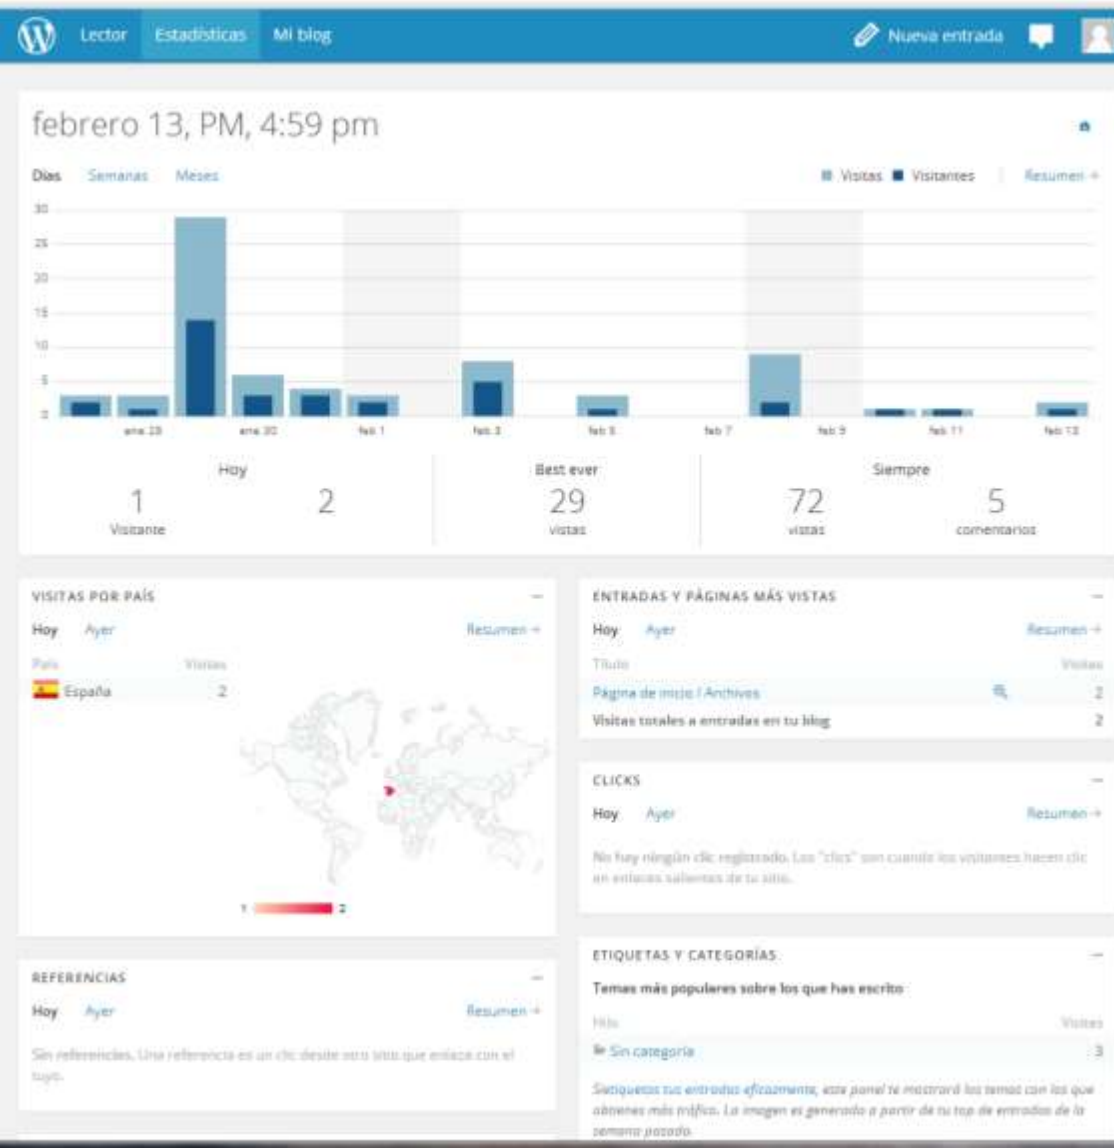 Lector Estadísticas Mi blog Nueva entrada
febrero 13, PM, 4:59 pm
Días Semanas Meses Visitas Visitantes Resumen →
30
25
20
15
10
5
0
ene 28 ene 30 feb 1 feb 3 feb 5 feb 7 feb 9 feb 11 feb 13
Hoy Best ever Siempre
1 2 29 72 5
Visitante vistas vistas comentarios
VISITAS POR PAÍS
Hoy Ayer Resumen →
País Visitas
España 2
1 2
ENTRADAS Y PÁGINAS MÁS VISTAS
Hoy Ayer Resumen →
Título Visitas
Página de inicio / Archivos 2
Visitas totales a entradas en tu blog 2
CLICKS
Hoy Ayer Resumen →
No hay ningún clic registrado. Los "clics" son cuando los visitantes hacen clic
en enlaces salientes de tu sitio.
REFERENCIAS
Hoy Ayer Resumen →
Sin referencias. Una referencia es un clic desde otro sitio que enlaza con el
tuyo.
ETIQUETAS Y CATEGORÍAS
Temas más populares sobre los que has escrito
Hilo Visitas
Sin categoría 3
Sietiquetas tus entradas eficazmente, este panel te mostrará los temas con los que
obtienes más tráfico. La imagen es generada a partir de tu top de entradas de la
semana pasada.